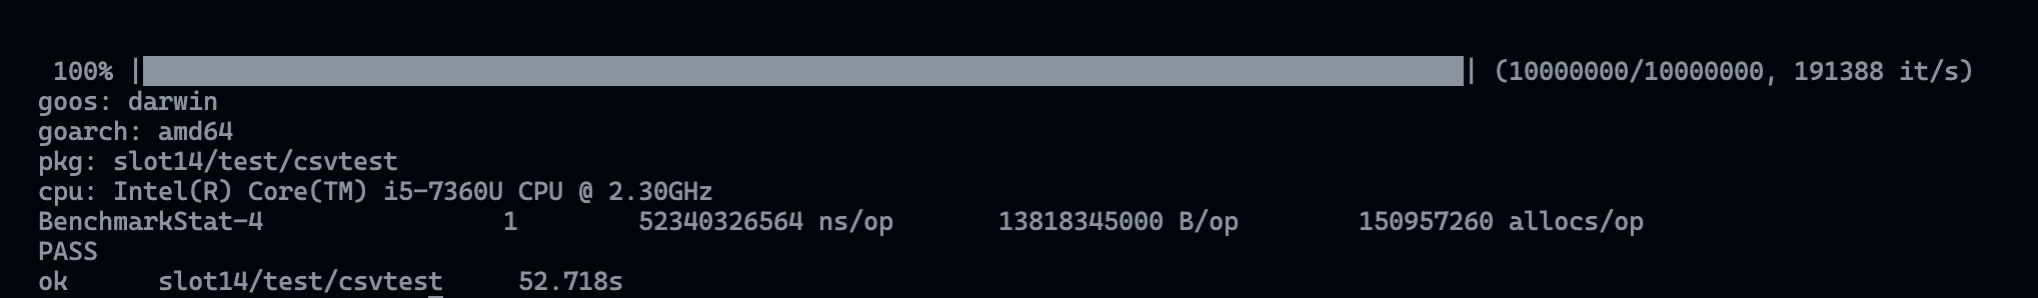 100% | | (10000000/10000000, 191388 it/s)
goos: darwin
goarch: amd64
pkg: slot14/test/csvtest
cpu: Intel(R) Core(TM) i5-7360U CPU @ 2.30GHz
BenchmarkStat-4 1 52340326564 ns/op 13818345000 B/op 150957260 allocs/op
PASS
ok slot14/test/csvtest 52.718s